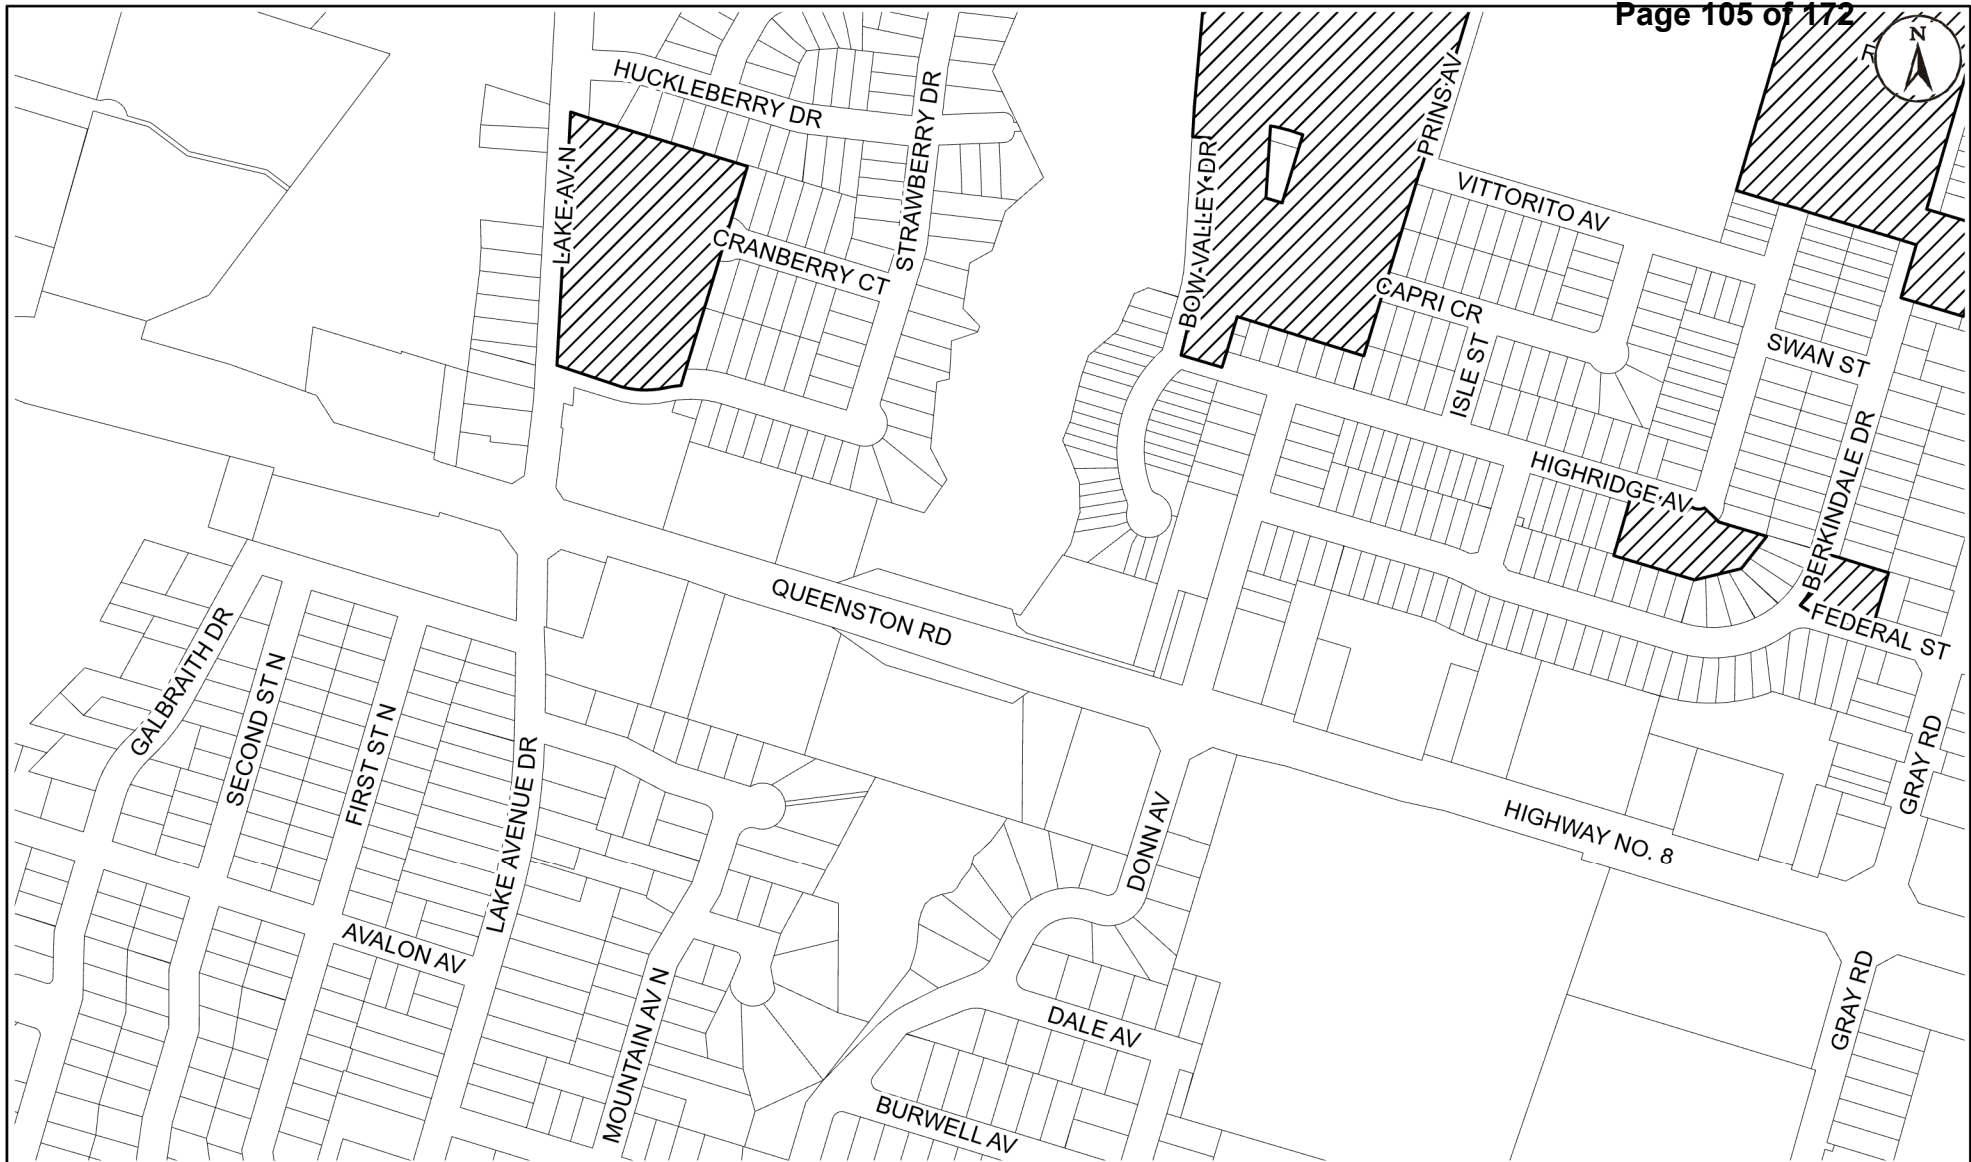 Page 105 of 172
N
HUCKLEBERRY DR
STRAWBERRY DR
LAKE AV N
CRANBERRY CT
BOW VALLEY DR
PRINS AV
VITTORITO AV
CAPRI CR
ISLE ST
SWAN ST
HIGHRIDGE AV
BERKINDALE DR
FEDERAL ST
QUEENSTON RD
GALBRAITH DR
SECOND ST N
FIRST ST N
LAKE AVENUE DR
GRAY RD
DONN AV
HIGHWAY NO. 8
AVALON AV
MOUNTAIN AV N
DALE AV
GRAY RD
BURWELL AV